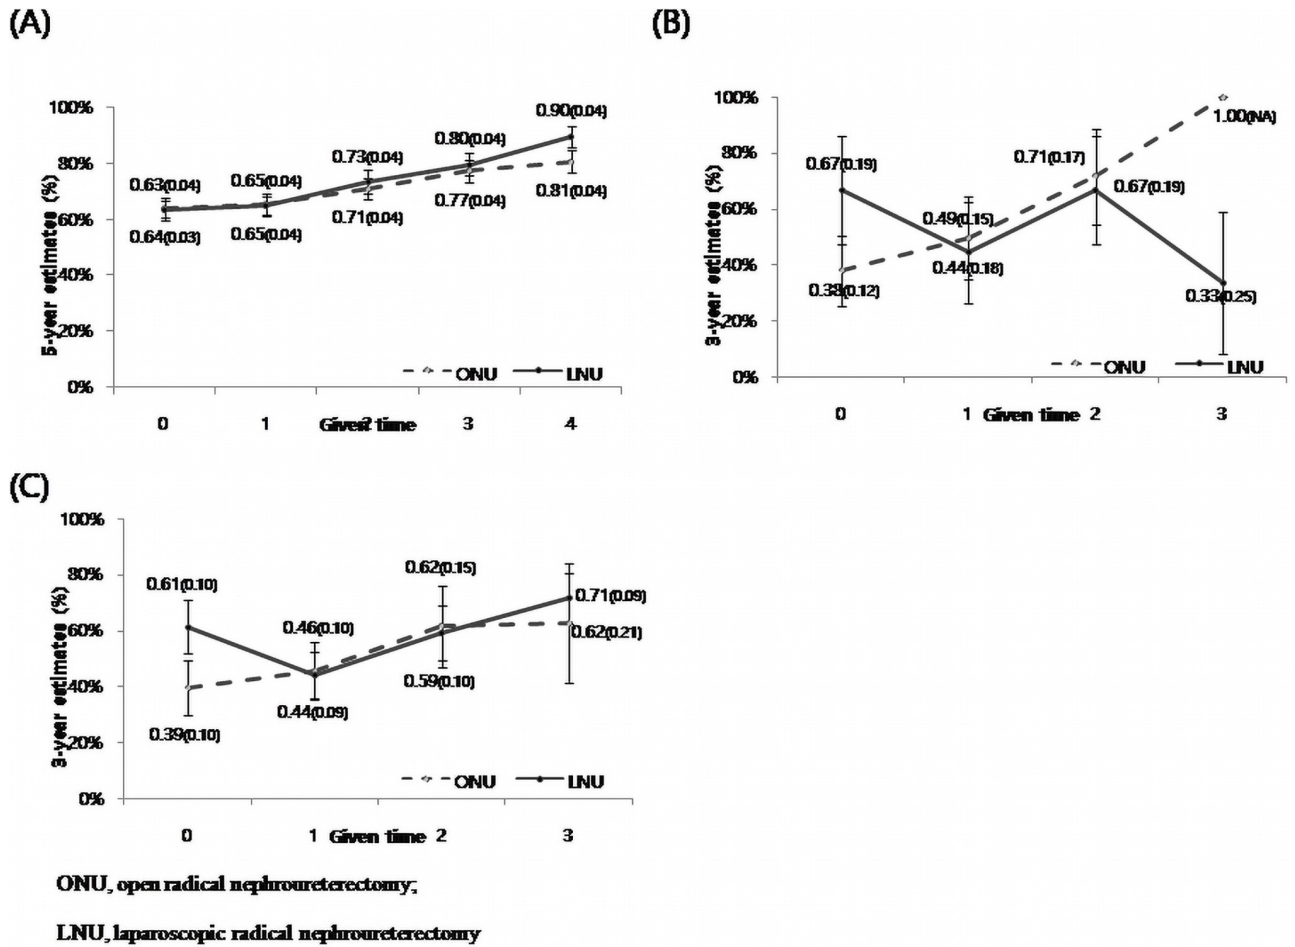 (A)
100%
80%
60%
40%
20%
0%
5-year estimates (%)
0.63(0.04)
0.65(0.04)
0.73(0.04)
0.80(0.04)
0.90(0.04)
0.64(0.03)
0.65(0.04)
0.71(0.04)
0.77(0.04)
0.81(0.04)
ONU LNU
0 1 2 3 4
Given time
(B)
100%
80%
60%
40%
20%
0%
3-year estimates (%)
0.67(0.19)
0.49(0.15)
0.71(0.17)
1.00(NA)
0.38(0.12)
0.44(0.18)
0.67(0.19)
0.33(0.25)
ONU LNU
0 1 2 3
Given time
(C)
100%
80%
60%
40%
20%
0%
3-year estimates (%)
0.61(0.10)
0.46(0.10)
0.62(0.15)
0.71(0.09)
0.39(0.10)
0.44(0.09)
0.59(0.10)
0.62(0.21)
ONU LNU
0 1 2 3
Given time
ONU, open radical nephroureterectomy;
LNU, laparoscopic radical nephroureterectomy